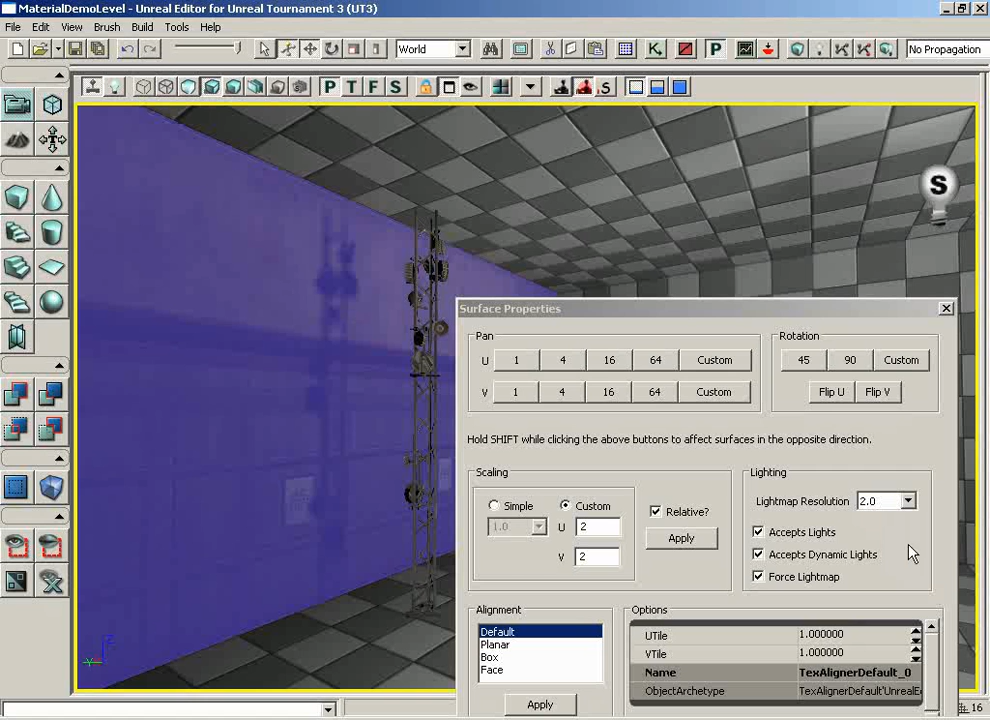 MaterialDemoLevel - Unreal Editor for Unreal Tournament 3 (UT3)
File Edit View Brush Build Tools Help
World
K
P
No Propagation
P T F S
S
S
Surface Properties
Pan
U 1 4 16 64 Custom
V 1 4 16 64 Custom
Rotation
45 90 Custom
Flip U Flip V
Hold SHIFT while clicking the above buttons to affect surfaces in the opposite direction.
Scaling
Simple Custom
1.0 U 2
V 2
Relative?
Apply
Lighting
Lightmap Resolution 2.0
Accepts Lights
Accepts Dynamic Lights
Force Lightmap
Alignment
Default
Planar
Box
Face
Apply
Options
UTile 1.000000
VTile 1.000000
Name TexAlignerDefault_0
ObjectArchetype TexAlignerDefault'UnrealE
Z
Y
16